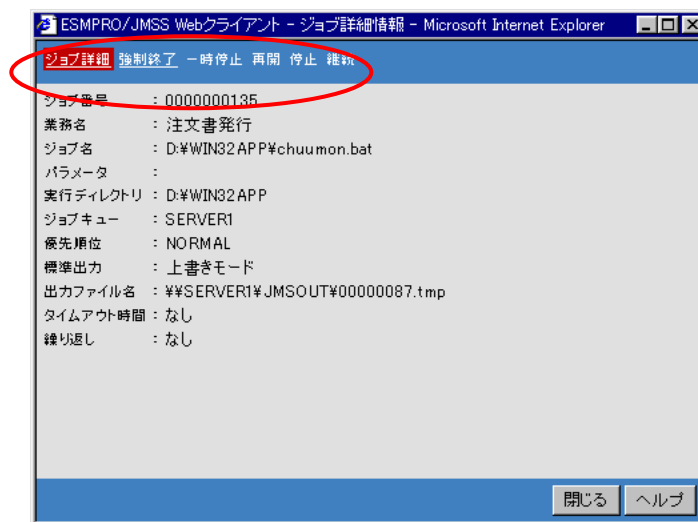 ESMPRO/JMSS Webクライアント - ジョブ詳細情報 - Microsoft Internet Explorer
ジョブ詳細 強制終了 一時停止 再開 停止 継続
ジョブ番号 : 0000000135
業務名 : 注文書発行
ジョブ名 : D:¥WIN32APP¥chuumon.bat
パラメータ :
実行ディレクトリ : D:¥WIN32APP
ジョブキュー : SERVER1
優先順位 : NORMAL
標準出力 : 上書きモード
出力ファイル名 : ¥¥SERVER1¥JMSOUT¥00000087.tmp
タイムアウト時間 : なし
繰り返し : なし
閉じる ヘルプ